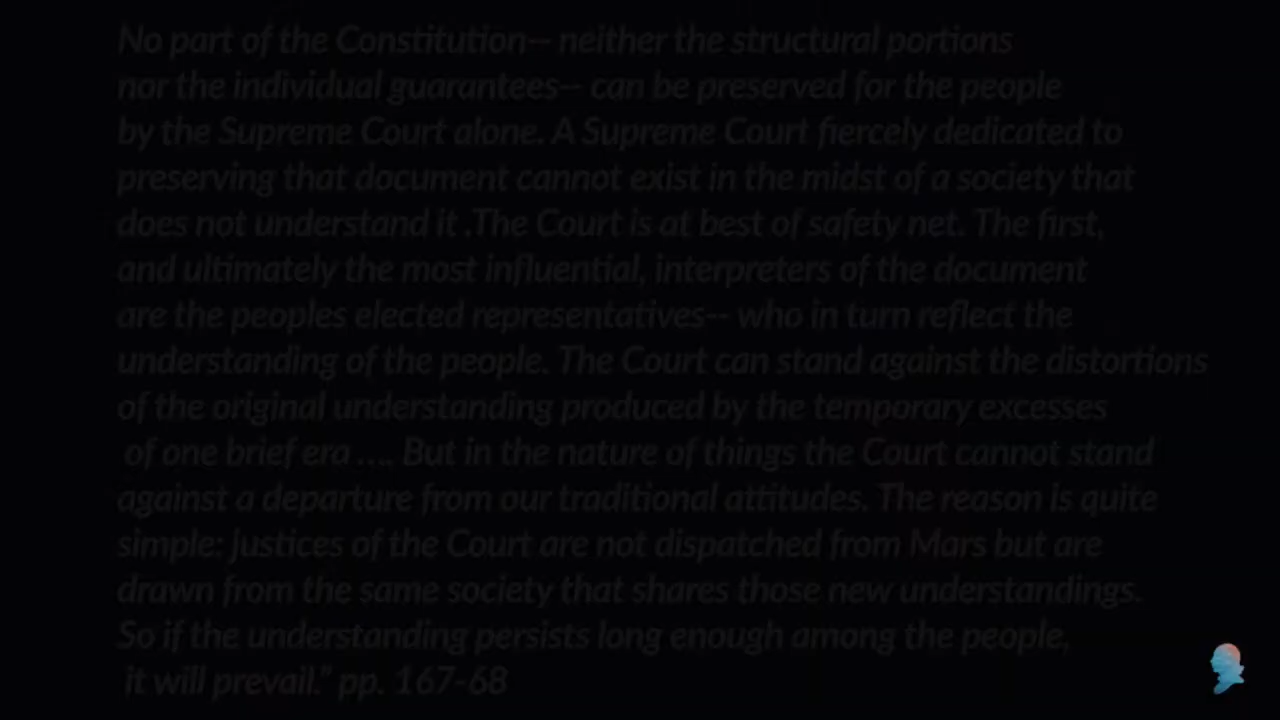 No part of the Constitution-- neither the structural portions
nor the individual guarantees-- can be preserved for the people
by the Supreme Court alone. A Supreme Court fiercely dedicated to
preserving that document cannot exist in the midst of a society that
does not understand it .The Court is at best of safety net. The first,
and ultimately the most influential, interpreters of the document
are the peoples elected representatives-- who in turn reflect the
understanding of the people. The Court can stand against the distortions
of the original understanding produced by the temporary excesses
of one brief era .... But in the nature of things the Court cannot stand
against a departure from our traditional attitudes. The reason is quite
simple: Justices of the Court are not dispatched from Mars but are
drawn from the same society that shares those new understandings.
So if the understanding persists long enough among the people,
it will prevail.” pp. 167-68